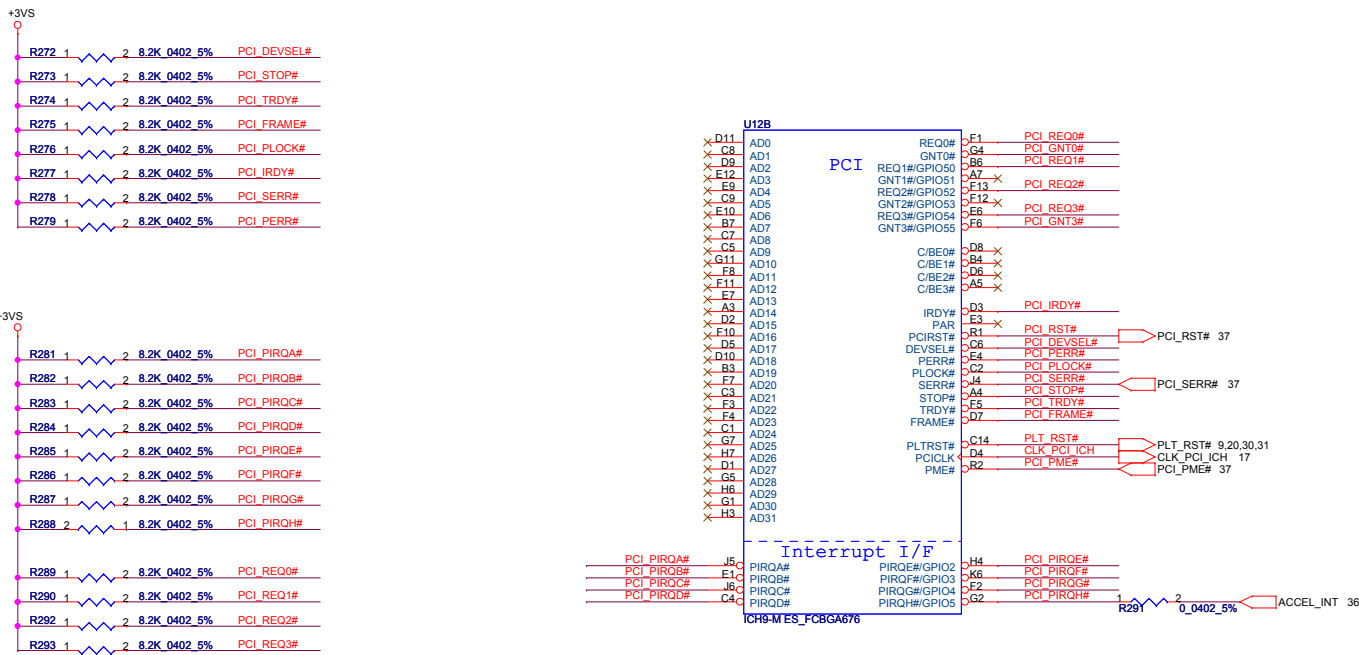 +3VS
R272 1 2 8.2K_0402_5% PCI_DEVSEL#
R273 1 2 8.2K_0402_5% PCI_STOP#
R274 1 2 8.2K_0402_5% PCI_TRDY#
R275 1 2 8.2K_0402_5% PCI_FRAME#
R276 1 2 8.2K_0402_5% PCI_PLOCK#
R277 1 2 8.2K_0402_5% PCI_IRDY#
R278 1 2 8.2K_0402_5% PCI_SERR#
R279 1 2 8.2K_0402_5% PCI_PERR#
+3VS
R281 1 2 8.2K_0402_5% PCI_PIRQA#
R282 1 2 8.2K_0402_5% PCI_PIRQB#
R283 1 2 8.2K_0402_5% PCI_PIRQC#
R284 1 2 8.2K_0402_5% PCI_PIRQD#
R285 1 2 8.2K_0402_5% PCI_PIRQE#
R286 1 2 8.2K_0402_5% PCI_PIRQF#
R287 1 2 8.2K_0402_5% PCI_PIRQG#
R288 2 1 8.2K_0402_5% PCI_PIRQH#
R289 1 2 8.2K_0402_5% PCI_REQ0#
R290 1 2 8.2K_0402_5% PCI_REQ1#
R292 1 2 8.2K_0402_5% PCI_REQ2#
R293 1 2 8.2K_0402_5% PCI_REQ3#
U12B
PCI
D11 AD0
C8 AD1
D9 AD2
E12 AD3
E9 AD4
C9 AD5
E10 AD6
B7 AD7
C7 AD8
C5 AD9
G11 AD10
F8 AD11
F11 AD12
E7 AD13
A3 AD14
D2 AD15
F10 AD16
D5 AD17
D10 AD18
B3 AD19
F7 AD20
C3 AD21
F3 AD22
F4 AD23
C1 AD24
G7 AD25
H7 AD26
D1 AD27
G5 AD28
H6 AD29
G1 AD30
H3 AD31
REQ0# F1 PCI_REQ0#
GNT0# G4 PCI_GNT0#
REQ1#/GPIO50 B6 PCI_REQ1#
GNT1#/GPIO51 A7
REQ2#/GPIO52 F13 PCI_REQ2#
GNT2#/GPIO53 F12
REQ3#/GPIO54 E6 PCI_REQ3#
GNT3#/GPIO55 F6 PCI_GNT3#
C/BE0# D8
C/BE1# B4
C/BE2# D6
C/BE3# A5
IRDY# D3 PCI_IRDY#
PAR E3
PCIRST# R1 PCI_RST# PCI_RST# 37
DEVSEL# C6 PCI_DEVSEL#
PERR# E4 PCI_PERR#
PLOCK# C2 PCI_PLOCK#
SERR# J4 PCI_SERR# PCI_SERR# 37
STOP# A4 PCI_STOP#
TRDY# F5 PCI_TRDY#
FRAME# D7 PCI_FRAME#
PLTRST# C14 PLT_RST# PLT_RST# 9,20,30,31
PCICLK D4 CLK_PCI_ICH CLK_PCI_ICH 17
PME# R2 PCI_PME# PCI_PME# 37
Interrupt I/F
PCI_PIRQA# J5 PIRQA# PIRQE#/GPIO2 H4 PCI_PIRQE#
PCI_PIRQB# E1 PIRQB# PIRQF#/GPIO3 K6 PCI_PIRQF#
PCI_PIRQC# J6 PIRQC# PIRQG#/GPIO4 F2 PCI_PIRQG#
PCI_PIRQD# C4 PIRQD# PIRQH#/GPIO5 G2 PCI_PIRQH# 1 R291 2 0_0402_5% ACCEL_INT 36
ICH9-M ES_FCBGA676